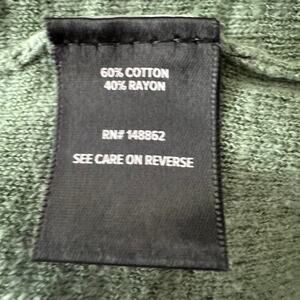 60% COTTON
40% RAYON
RN# 148862
SEE CARE ON REVERSE